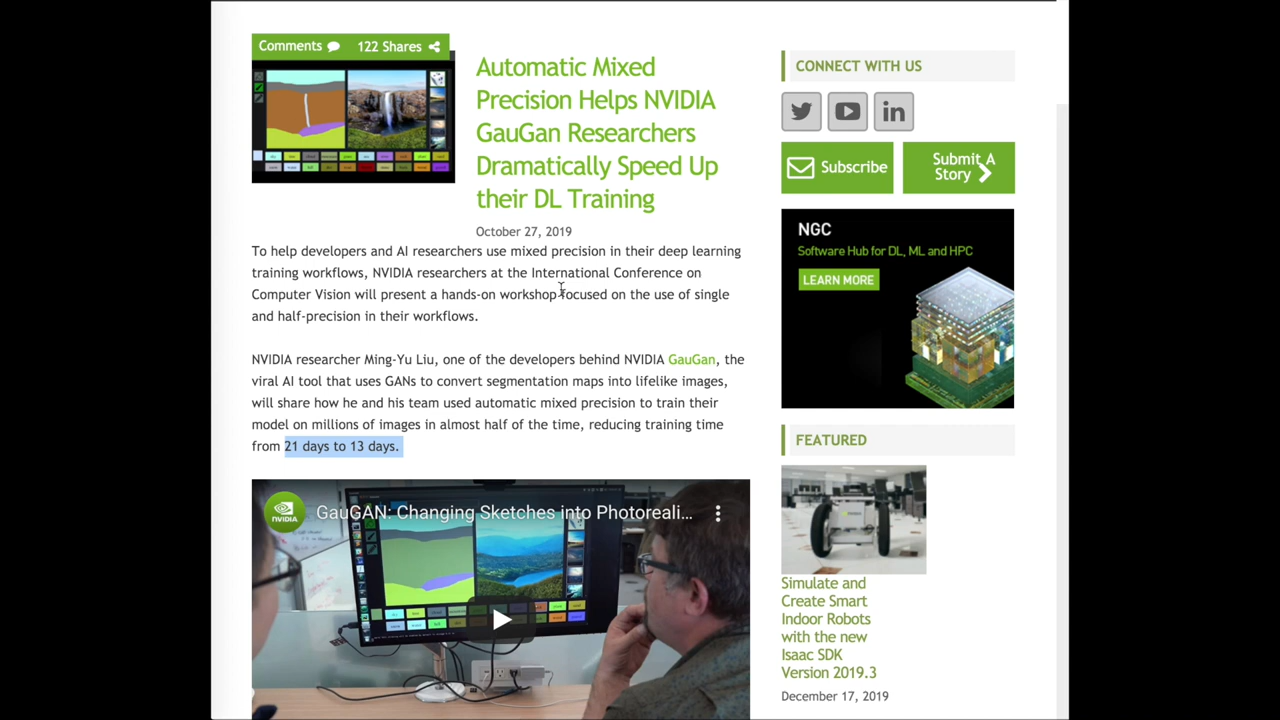 Comments
122 Shares
Automatic Mixed
Precision Helps NVIDIA
GauGan Researchers
Dramatically Speed Up
their DL Training
October 27, 2019
To help developers and AI researchers use mixed precision in their deep learning
training workflows, NVIDIA researchers at the International Conference on
Computer Vision will present a hands-on workshop focused on the use of single
and half-precision in their workflows.
NVIDIA researcher Ming-Yu Liu, one of the developers behind NVIDIA GauGan, the
viral AI tool that uses GANs to convert segmentation maps into lifelike images,
will share how he and his team used automatic mixed precision to train their
model on millions of images in almost half of the time, reducing training time
from 21 days to 13 days.
NVIDIA
GauGAN: Changing Sketches into Photoreali...
CONNECT WITH US
Subscribe
Submit A
Story
NGC
Software Hub for DL, ML and HPC
LEARN MORE
FEATURED
Simulate and
Create Smart
Indoor Robots
with the new
Isaac SDK
Version 2019.3
December 17, 2019